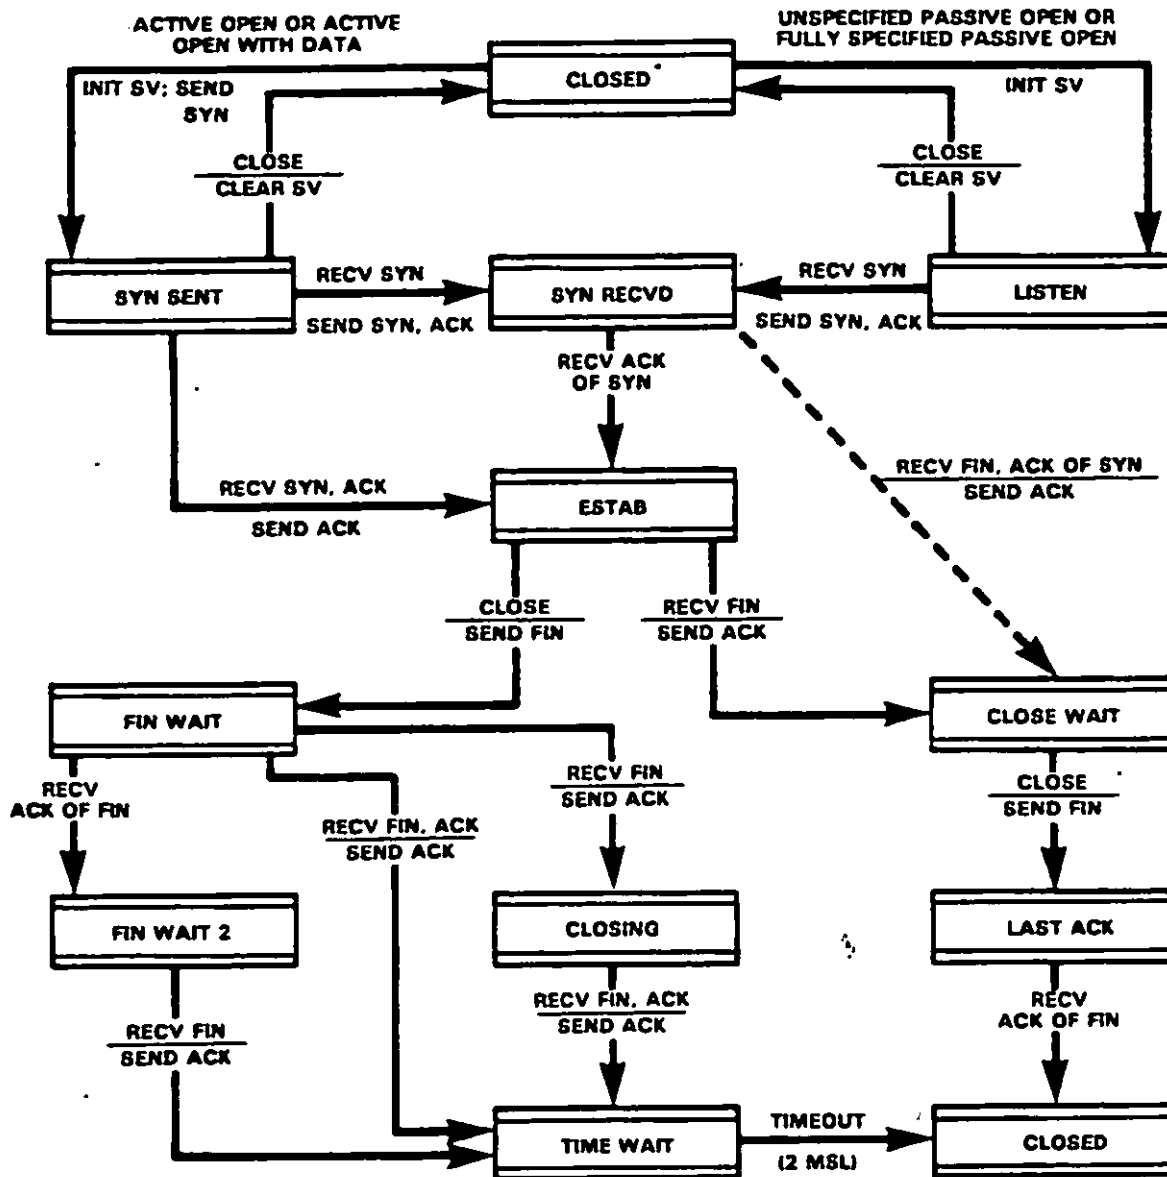 ACTIVE OPEN OR ACTIVE
OPEN WITH DATA
UNSPECIFIED PASSIVE OPEN OR
FULLY SPECIFIED PASSIVE OPEN
CLOSED
INIT SV; SEND
SYN
INIT SV
CLOSE
CLEAR SV
CLOSE
CLEAR SV
SYN SENT
RECV SYN
SEND SYN, ACK
SYN RECVD
RECV SYN
SEND SYN, ACK
LISTEN
RECV ACK
OF SYN
RECV FIN, ACK OF SYN
SEND ACK
RECV SYN, ACK
SEND ACK
ESTAB
CLOSE
SEND FIN
RECV FIN
SEND ACK
FIN WAIT
CLOSE WAIT
RECV
ACK OF FIN
RECV FIN, ACK
SEND ACK
RECV FIN
SEND ACK
CLOSE
SEND FIN
FIN WAIT 2
CLOSING
LAST ACK
RECV FIN
SEND ACK
RECV FIN, ACK
SEND ACK
RECV
ACK OF FIN
TIME WAIT
TIMEOUT
(2 MSL)
CLOSED